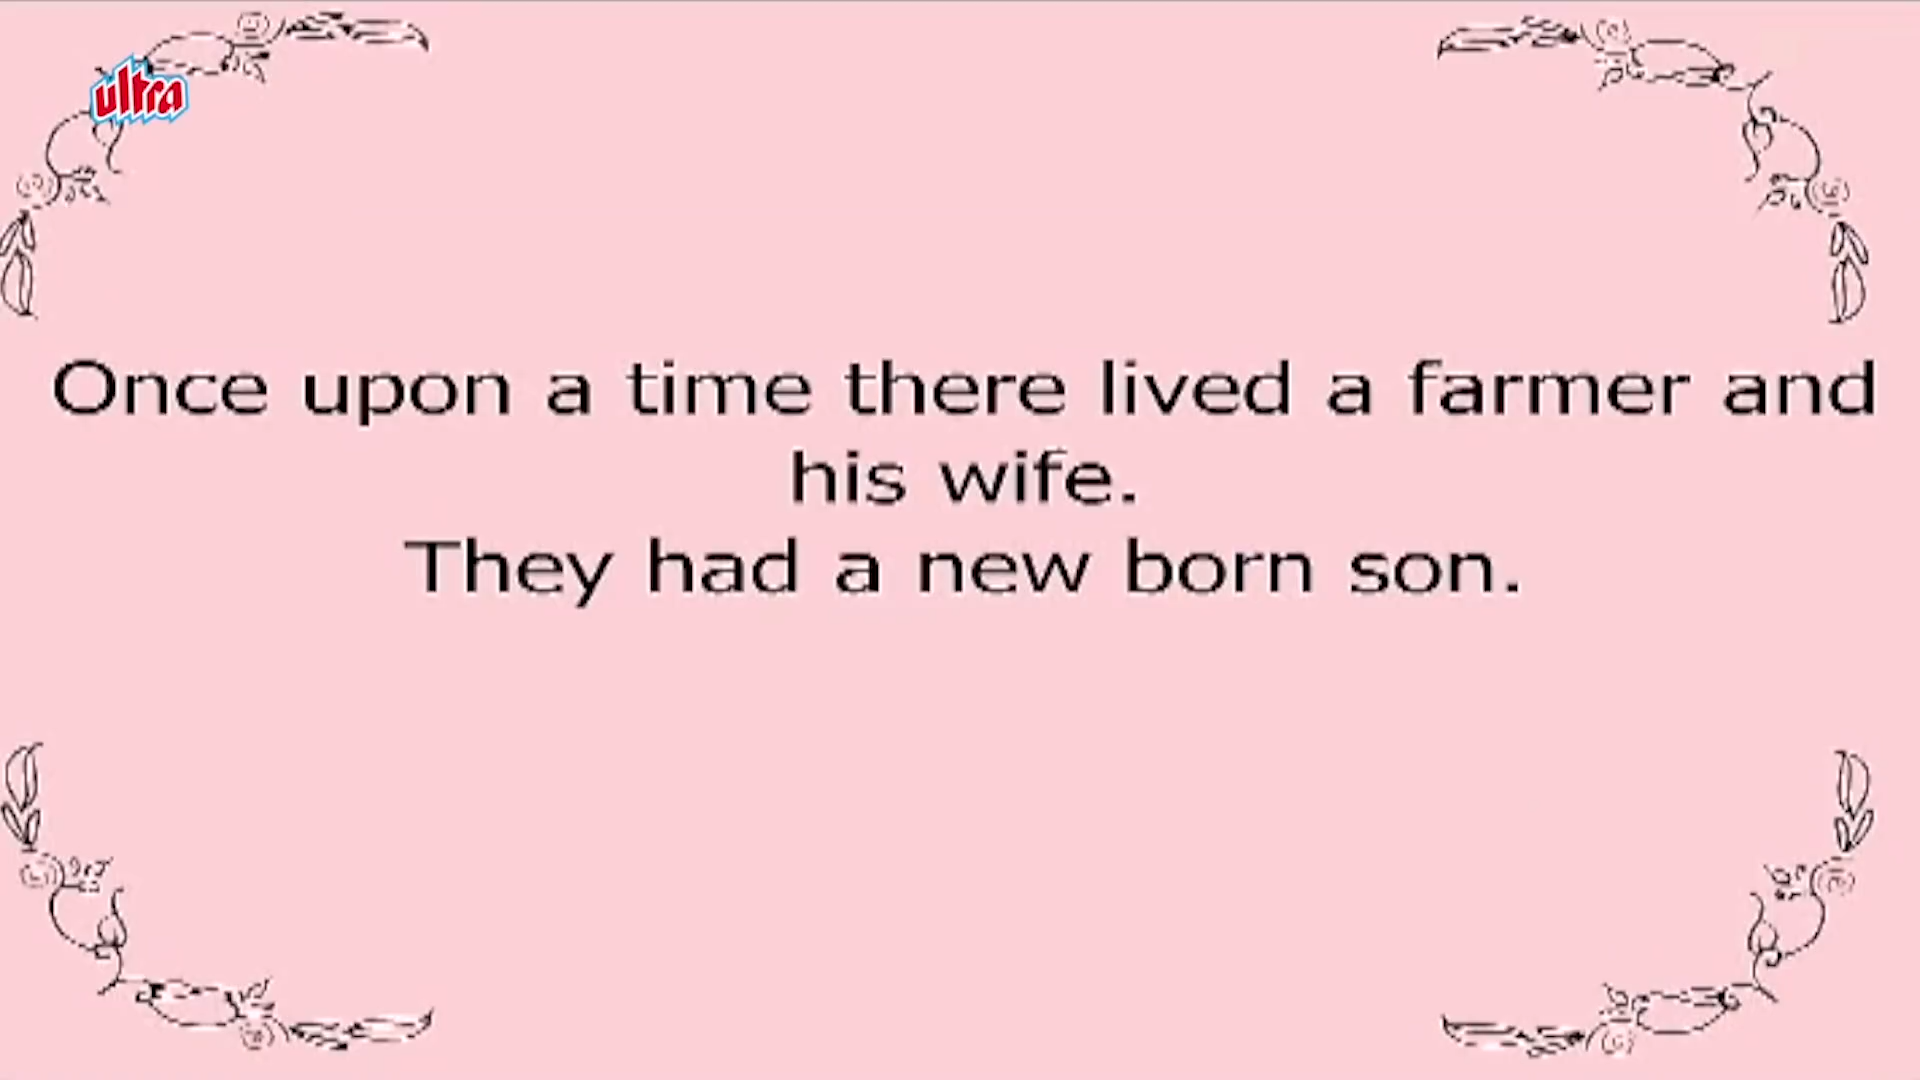 ultra
Once upon a time there lived a farmer and
his wife.
They had a new born son.